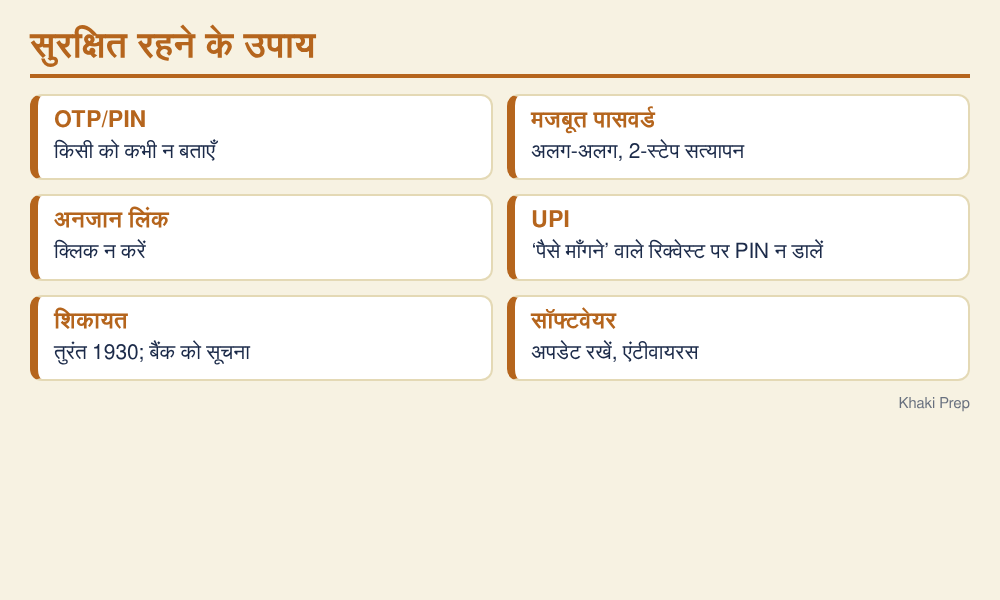 सुरक्षित रहने के उपाय
OTP/PIN
किसी को कभी न बताएँ
मजबूत पासवर्ड
अलग-अलग, 2-स्टेप सत्यापन
अनजान लिंक
क्लिक न करें
UPI
‘पैसे माँगने’ वाले रिक्वेस्ट पर PIN न डालें
शिकायत
तुरंत 1930; बैंक को सूचना
सॉफ्टवेयर
अपडेट रखें, एंटीवायरस
Khaki Prep